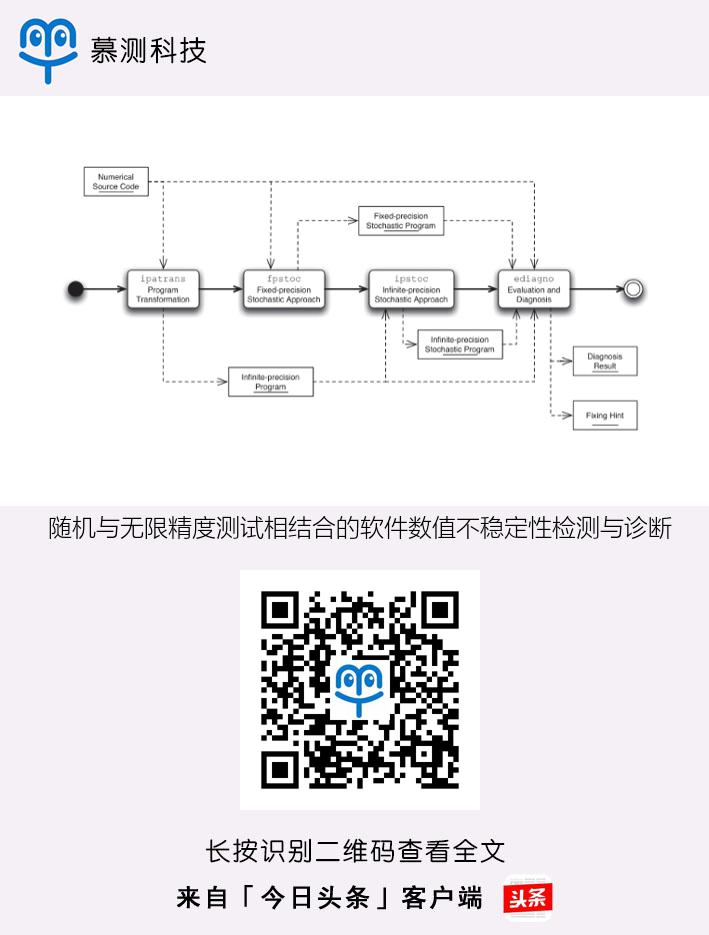 慕测科技
Numerical
Source Code
Fixed-precision
Stochastic Program
ipatrans
Program
Transformation
fpstoc
Fixed-precision
Stochastic Approach
ipstoc
Infinite-precision
Stochastic Approach
ediagno
Evaluation and
Diagnosis
Infinite-precision
Stochastic Program
Infinite-precision
Program
Diagnosis
Result
Fixing Hint
随机与无限精度测试相结合的软件数值不稳定性检测与诊断
长按识别二维码查看全文
来自「今日头条」客户端
头条